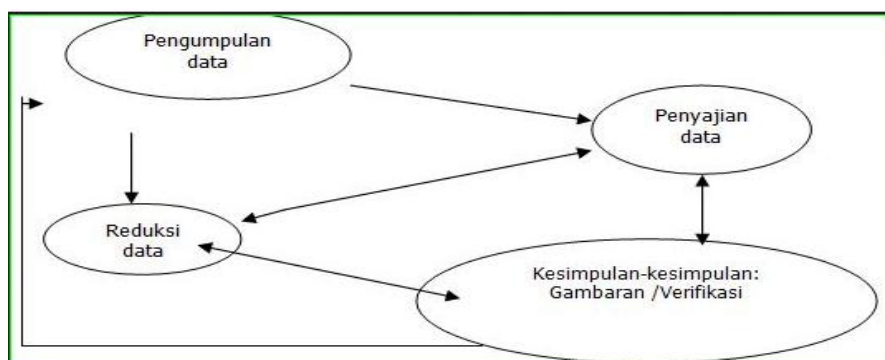 Pengumpulan
data
Penyajian
data
Reduksi
data
Kesimpulan-kesimpulan:
Gambaran /Verifikasi